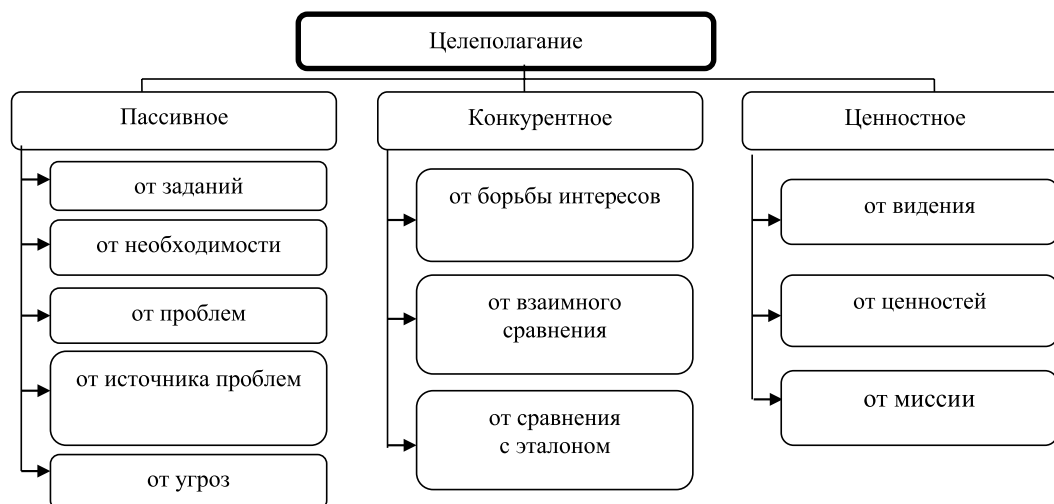 Целеполагание
Пассивное
от заданий
от необходимости
от проблем
от источника проблем
от угроз
Конкурентное
от борьбы интересов
от взаимного
сравнения
от сравнения
с эталоном
Ценностное
от видения
от ценностей
от миссии